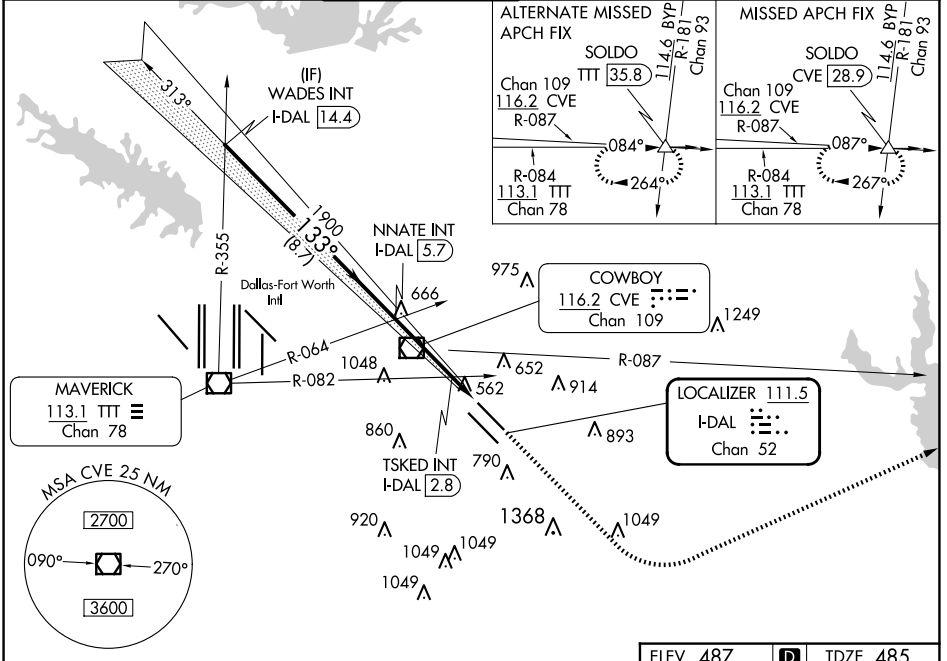 ALTERNATE MISSED
APCH FIX
SOLDO
TTT 35.8
114.6 BYP
R-181
Chan 93
Chan 109
116.2 CVE
R-087
084°
264°
R-084
113.1 TTT
Chan 78
MISSED APCH FIX
SOLDO
CVE 28.9
114.6 BYP
R-181
Chan 93
Chan 109
116.2 CVE
R-087
087°
267°
R-084
113.1 TTT
Chan 78
313°
(IF)
WADES INT
I-DAL 14.4
1900
133°
(8.7)
R-355
NNATE INT
I-DAL 5.7
Dallas-Fort Worth
Intl
666
975
COWBOY
116.2 CVE
Chan 109
1249
R-064
1048
R-082
652
R-087
562
914
MAVERICK
113.1 TTT
Chan 78
LOCALIZER 111.5
I-DAL
Chan 52
860
893
790
TSKED INT
I-DAL 2.8
MSA CVE 25 NM
2700
090°
270°
3600
920
1368
1049
1049
1049
1049
ELEV 487
D
TDZE 485